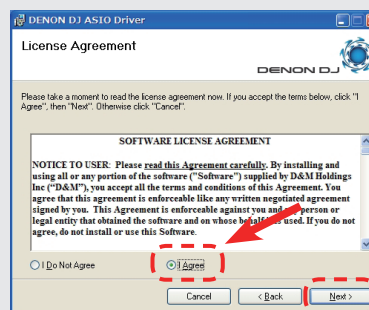 DENON DJ ASIO Driver
License Agreement
DENON DJ
Please take a moment to read the license agreement now. If you accept the terms below, click "I
Agree", then "Next". Otherwise click "Cancel".
SOFTWARE LICENSE AGREEMENT
NOTICE TO USER: Please read this Agreement carefully. By installing and
using all or any portion of the software ("Software") supplied by D&M Holdings
Inc ("D&M"), you accept all the terms and conditions of this Agreement. You
agree that this agreement is enforceable like any written negotiated agreement
signed by you. This Agreement is enforceable against you and any person or
legal entity that obtained the software and on whose behalf it is used. If you do not
agree, do not install or use this Software.
I Do Not Agree
I Agree
Cancel
< Back
Next >